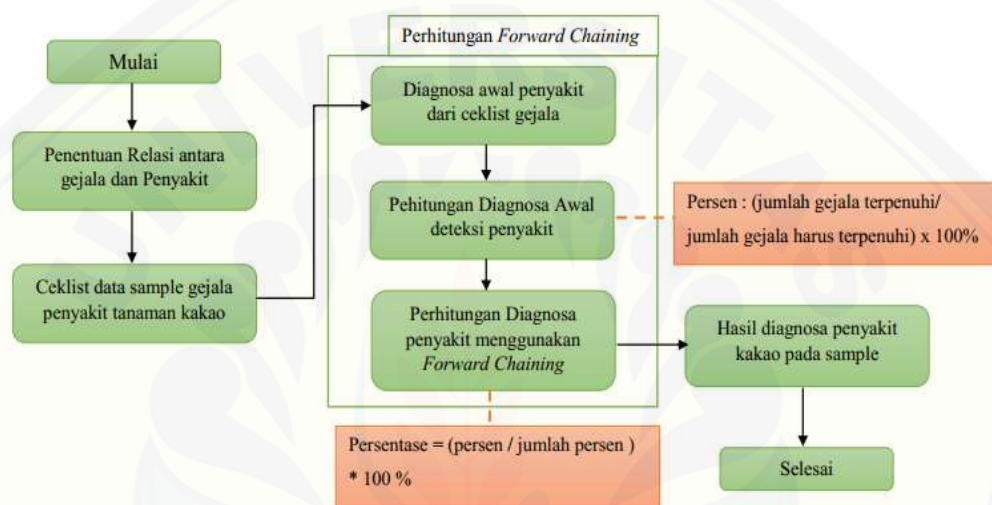 Mulai
Penentuan Relasi antara
gejala dan Penyakit
Ceklist data sample gejala
penyakit tanaman kakao
Perhitungan Forward Chaining
Diagnosa awal penyakit
dari ceklist gejala
Pehitungan Diagnosa Awal
deteksi penyakit
Persen : (jumlah gejala terpenuhi/
jumlah gejala harus terpenuhi) x 100%
Perhitungan Diagnosa
penyakit menggunakan
Forward Chaining
Persentase = (persen / jumlah persen )
* 100 %
Hasil diagnosa penyakit
kakao pada sample
Selesai
UNIVERSITAS